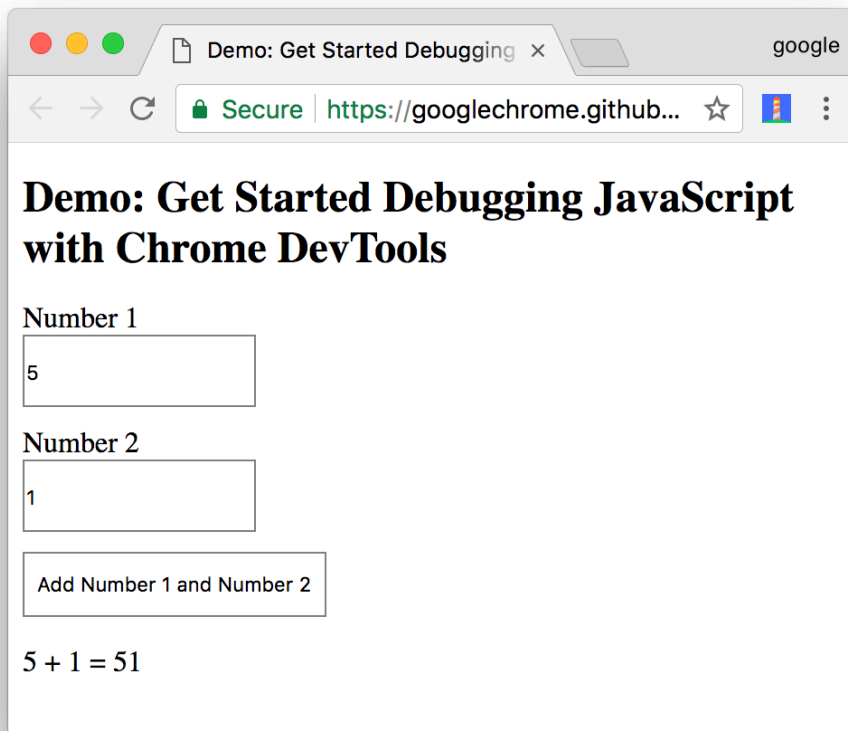 Demo: Get Started Debugging
google
Secure
https://googlechrome.github...
Demo: Get Started Debugging JavaScript
with Chrome DevTools
Number 1
5
Number 2
1
Add Number 1 and Number 2
5 + 1 = 51